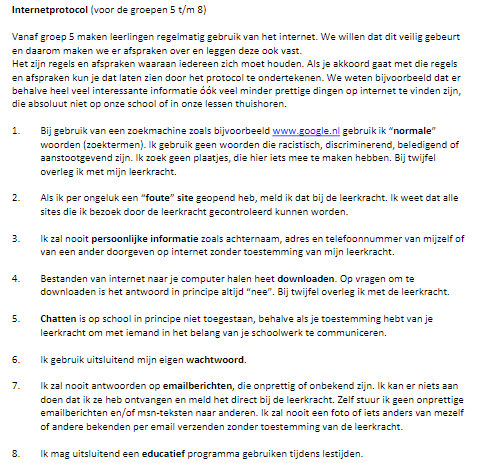 Internetprotocol (voor de groepen 5 t/m 8)
Vanaf groep 5 maken leerlingen regelmatig gebruik van het internet. We willen dat dit veilig gebeurt
en daarom maken we er afspraken over en leggen deze ook vast.
Het zijn regels en afspraken waaraan iedereen zich moet houden. Als je akkoord gaat met die regels
en afspraken kun je dat laten zien door het protocol te ondertekenen. We weten bijvoorbeeld dat er
behalve heel veel interessante informatie óók veel minder prettige dingen op internet te vinden zijn,
die absoluut niet op onze school of in onze lessen thuishoren.
1. Bij gebruik van een zoekmachine zoals bijvoorbeeld www.google.nl gebruik ik “normale”
woorden (zoektermen). Ik gebruik geen woorden die racistisch, discriminerend, beledigend of
aanstootgevend zijn. Ik zoek geen plaatjes, die hier iets mee te maken hebben. Bij twijfel
overleg ik met mijn leerkracht.
2. Als ik per ongeluk een “foute” site geopend heb, meld ik dat bij de leerkracht. Ik weet dat alle
sites die ik bezoek door de leerkracht gecontroleerd kunnen worden.
3. Ik zal nooit persoonlijke informatie zoals achternaam, adres en telefoonnummer van mijzelf of
van een ander doorgeven op internet zonder toestemming van mijn leerkracht.
4. Bestanden van internet naar je computer halen heet downloaden. Op vragen om te
downloaden is het antwoord in principe altijd “nee”. Bij twijfel overleg ik met de leerkracht.
5. Chatten is op school in principe niet toegestaan, behalve als je toestemming hebt van je
leerkracht om met iemand in het belang van je schoolwerk te communiceren.
6. Ik gebruik uitsluitend mijn eigen wachtwoord.
7. Ik zal nooit antwoorden op emailberichten, die onprettig of onbekend zijn. Ik kan er niets aan
doen dat ik ze heb ontvangen en meld het direct bij de leerkracht. Zelf stuur ik geen onprettige
emailberichten en/of msn-teksten naar anderen. Ik zal nooit een foto of iets anders van mezelf
of andere bekenden per email verzenden zonder toestemming van de leerkracht.
8. Ik mag uitsluitend een educatief programma gebruiken tijdens lestijden.